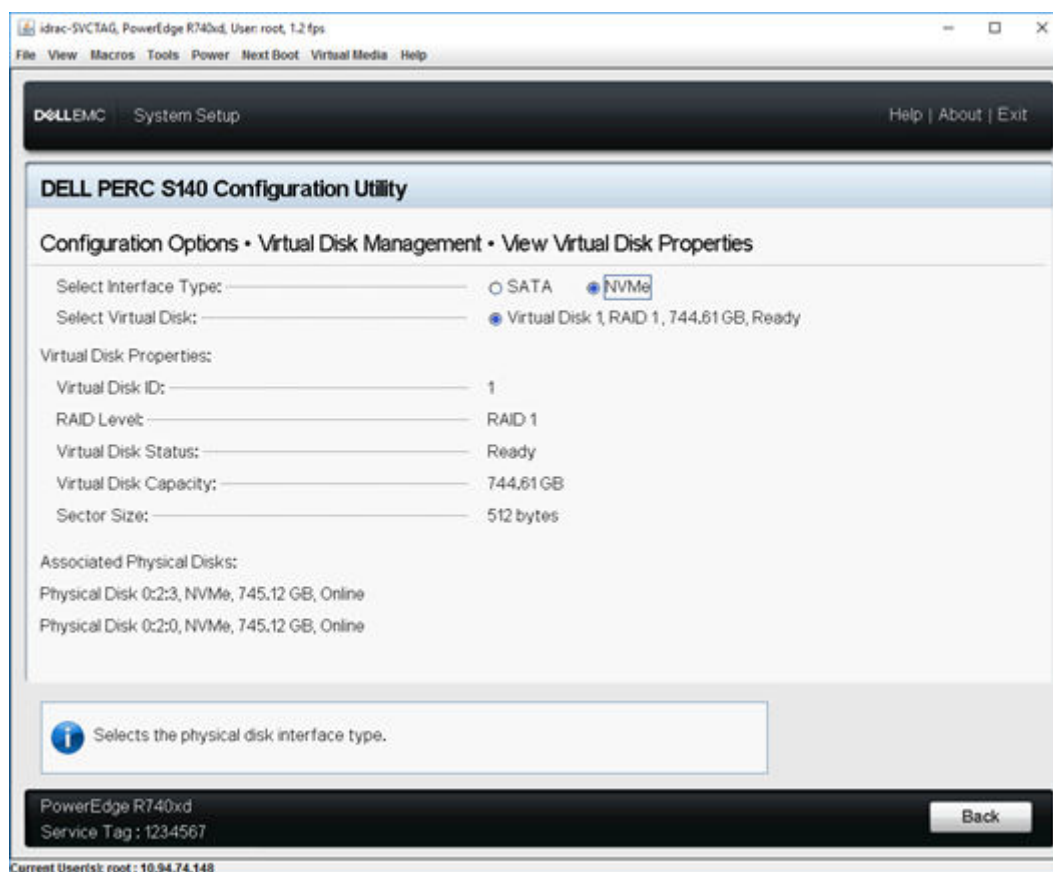 idrac-SVCTAG, PowerEdge R740xd, User: root, 1.2 fps
File View Macros Tools Power Next Boot Virtual Media Help
DELLEMC System Setup Help | About | Exit
DELL PERC S140 Configuration Utility
Configuration Options • Virtual Disk Management • View Virtual Disk Properties
Select Interface Type: SATA NVMe
Select Virtual Disk: Virtual Disk 1, RAID 1, 744.61 GB, Ready
Virtual Disk Properties:
Virtual Disk ID: 1
RAID Level: RAID 1
Virtual Disk Status: Ready
Virtual Disk Capacity: 744.61 GB
Sector Size: 512 bytes
Associated Physical Disks:
Physical Disk 0:2:3, NVMe, 745.12 GB, Online
Physical Disk 0:2:0, NVMe, 745.12 GB, Online
Selects the physical disk interface type.
PowerEdge R740xd
Service Tag : 1234567
Back
Current User(s): root : 10.94.74.148